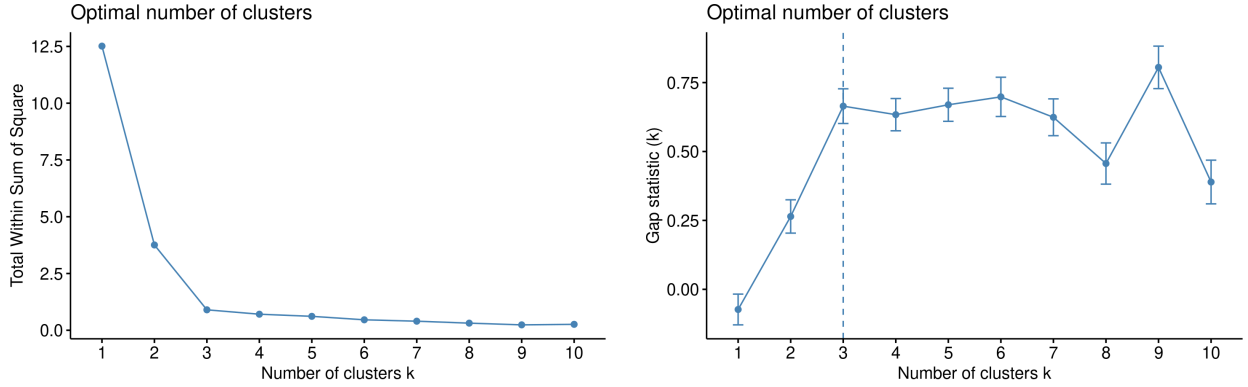 Optimal number of clusters
Total Within Sum of Square
12.5
10.0
7.5
5.0
2.5
0.0
1 2 3 4 5 6 7 8 9 10
Number of clusters k
Optimal number of clusters
Gap statistic (k)
0.75
0.50
0.25
0.00
1 2 3 4 5 6 7 8 9 10
Number of clusters k